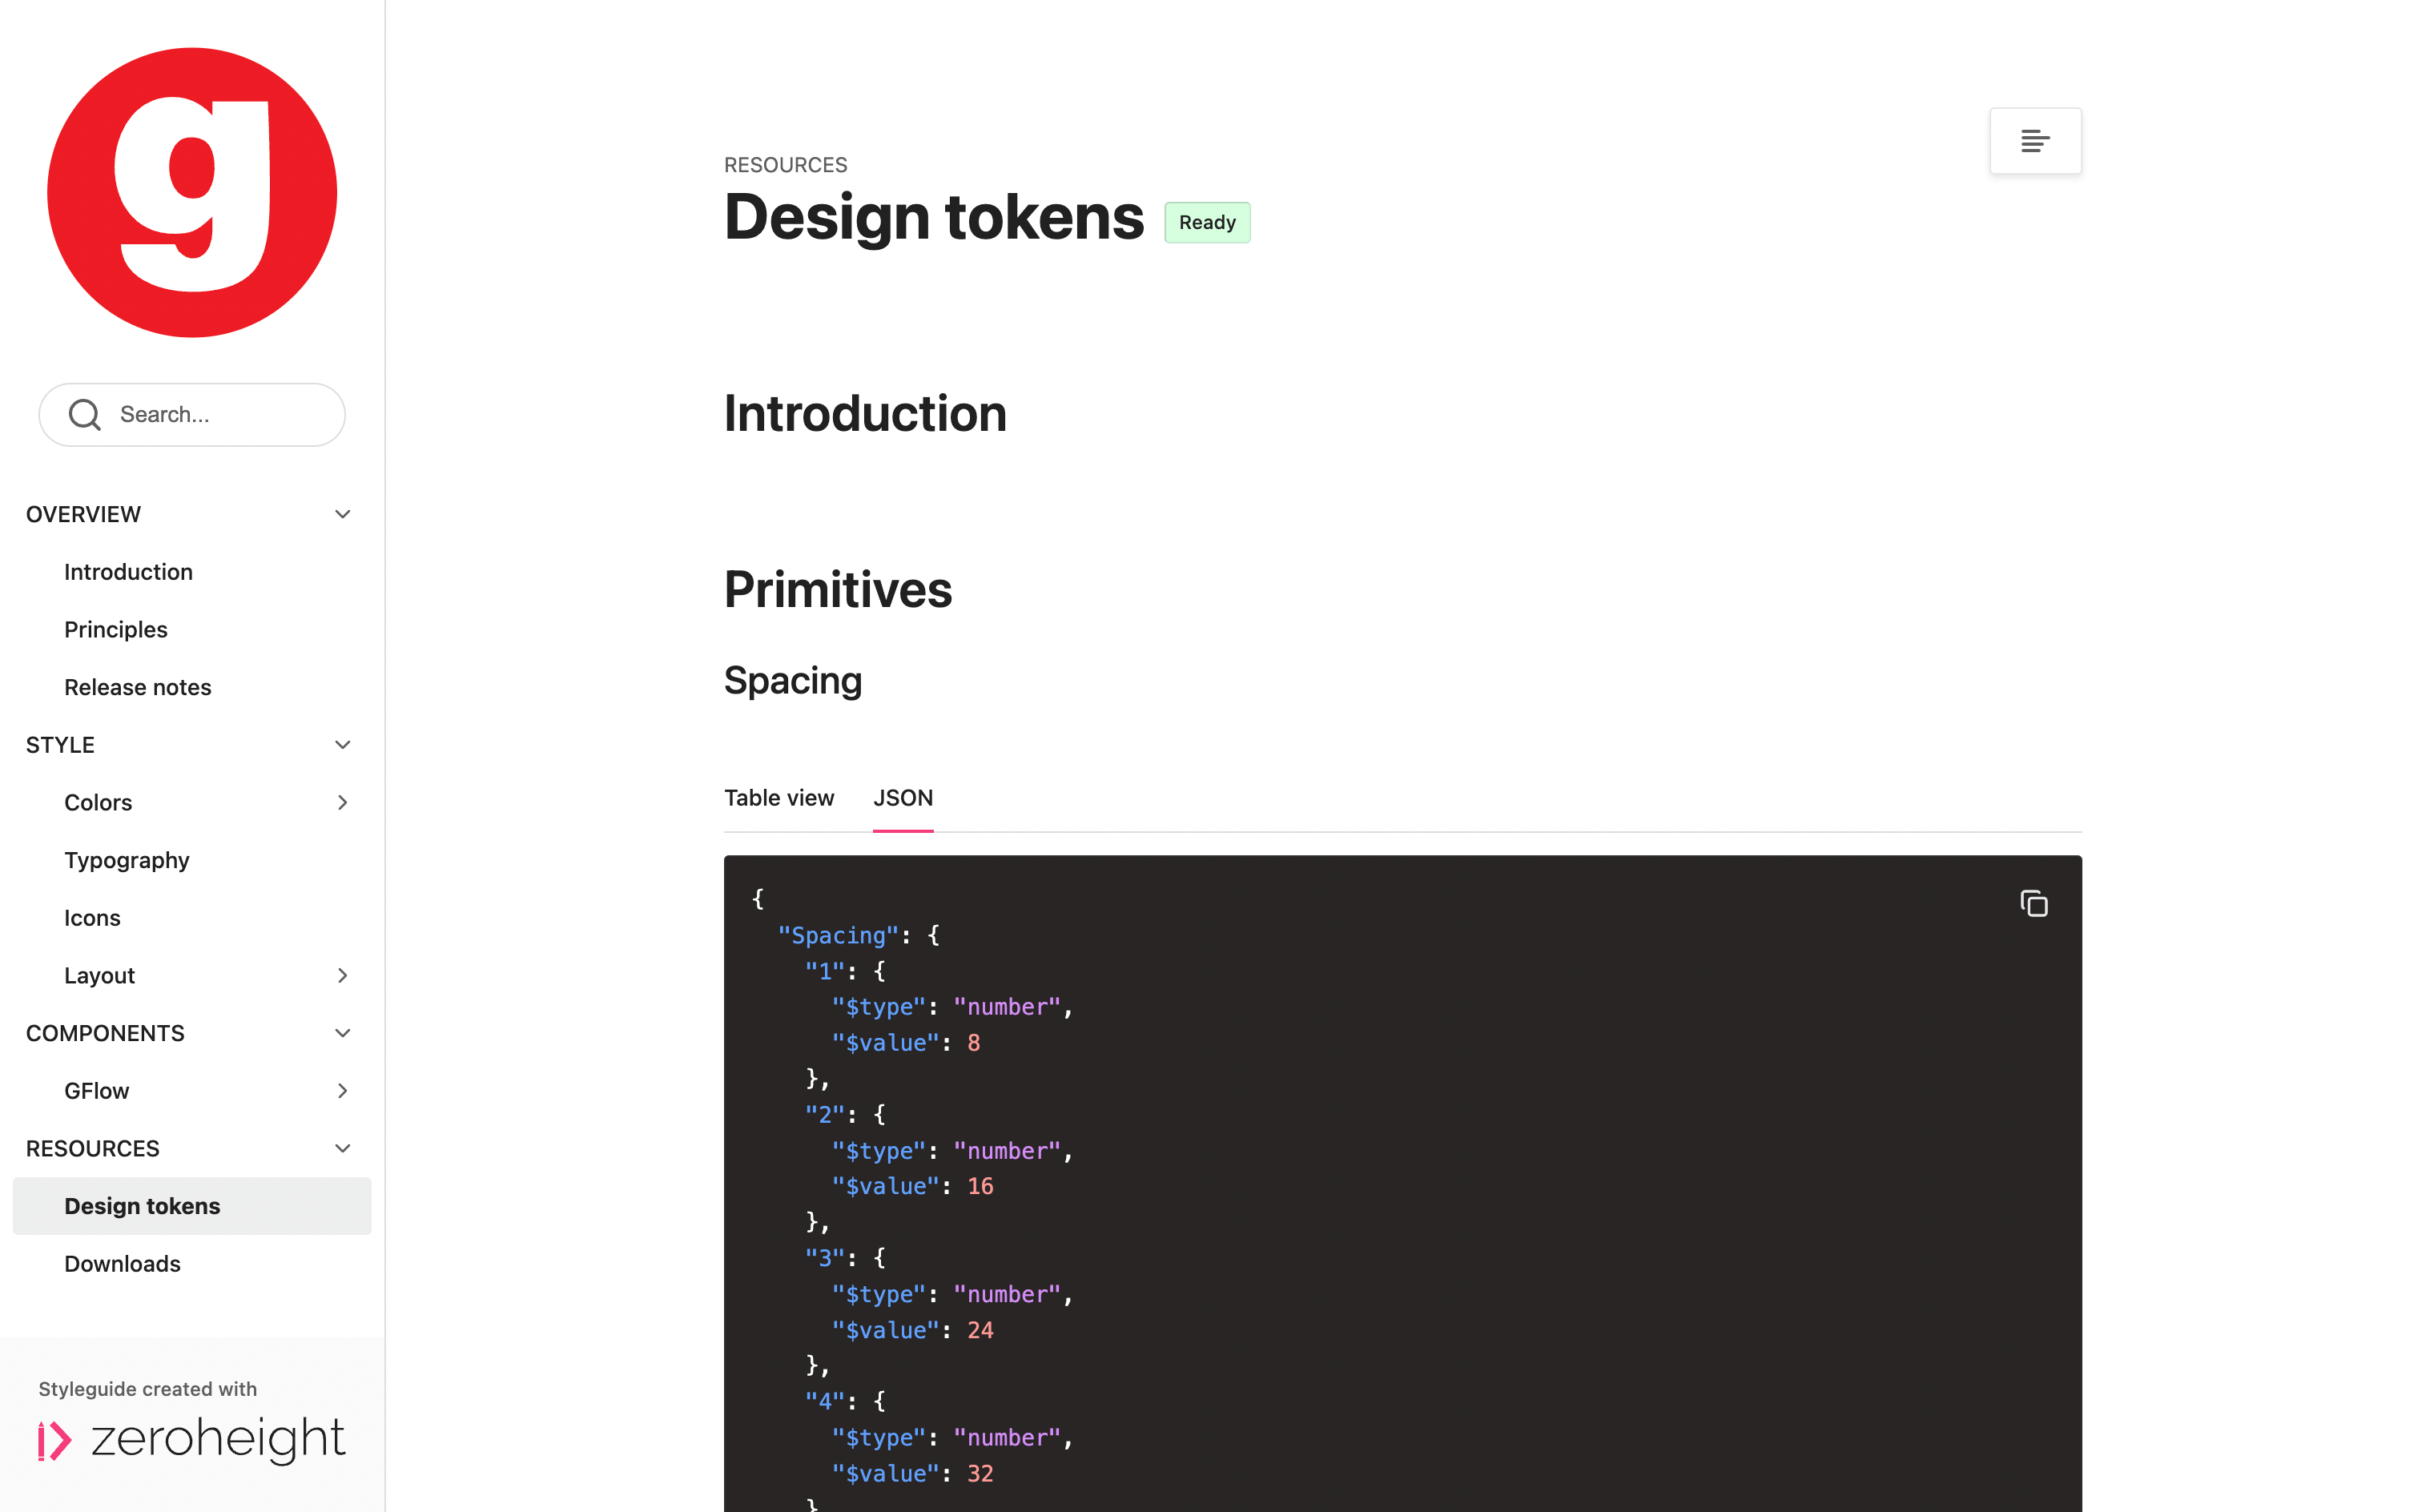 g
Search...
OVERVIEW
Introduction
Principles
Release notes
STYLE
Colors
Typography
Icons
Layout
COMPONENTS
GFlow
RESOURCES
Design tokens
Downloads
Styleguide created with
zeroheight
RESOURCES
Design tokens Ready
Introduction
Primitives
Spacing
Table view JSON
{
  "Spacing": {
    "1": {
      "$type": "number",
      "$value": 8
    },
    "2": {
      "$type": "number",
      "$value": 16
    },
    "3": {
      "$type": "number",
      "$value": 24
    },
    "4": {
      "$type": "number",
      "$value": 32
    }